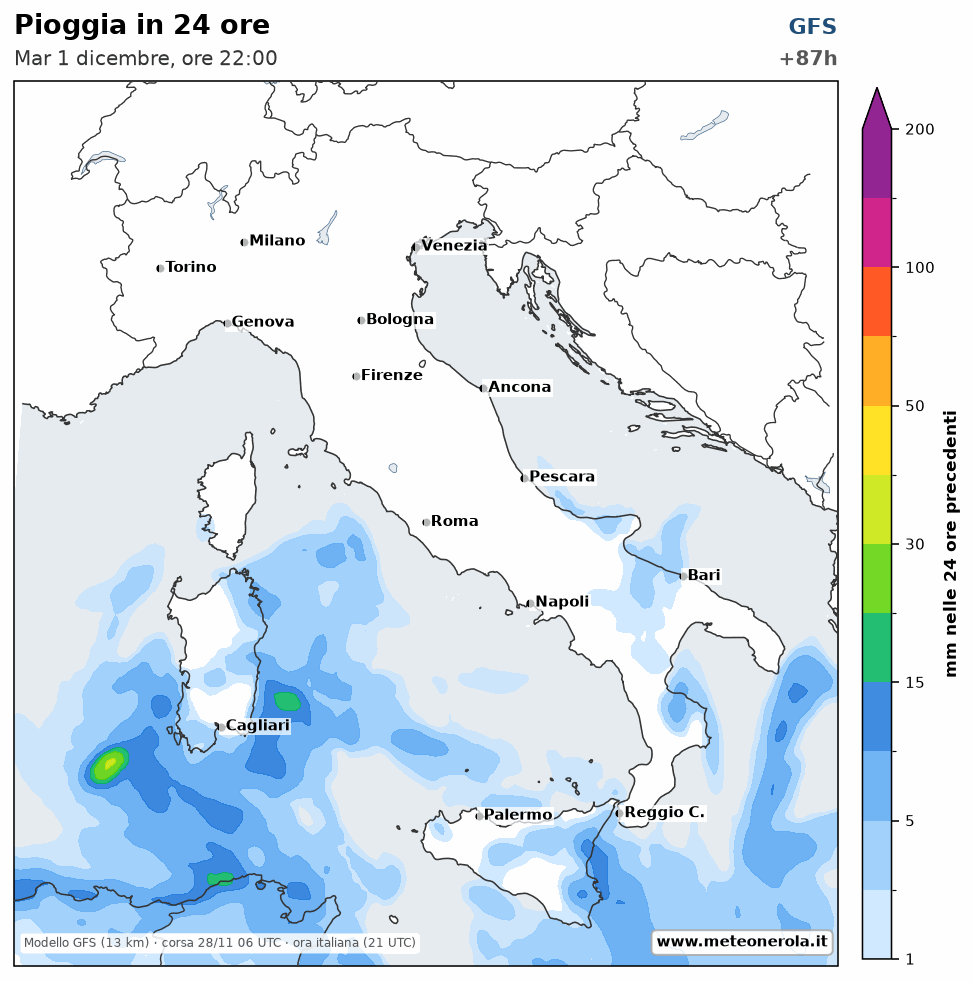 Pioggia in 24 ore
GFS
Mar 1 dicembre, ore 22:00
+87h
Milano
Venezia
Torino
Genova
Bologna
Firenze
Ancona
Pescara
Roma
Bari
Napoli
Cagliari
Palermo
Reggio C.
200
100
50
30
15
5
1
mm nelle 24 ore precedenti
Modello GFS (13 km) · corsa 28/11 06 UTC · ora italiana (21 UTC)
www.meteonerola.it